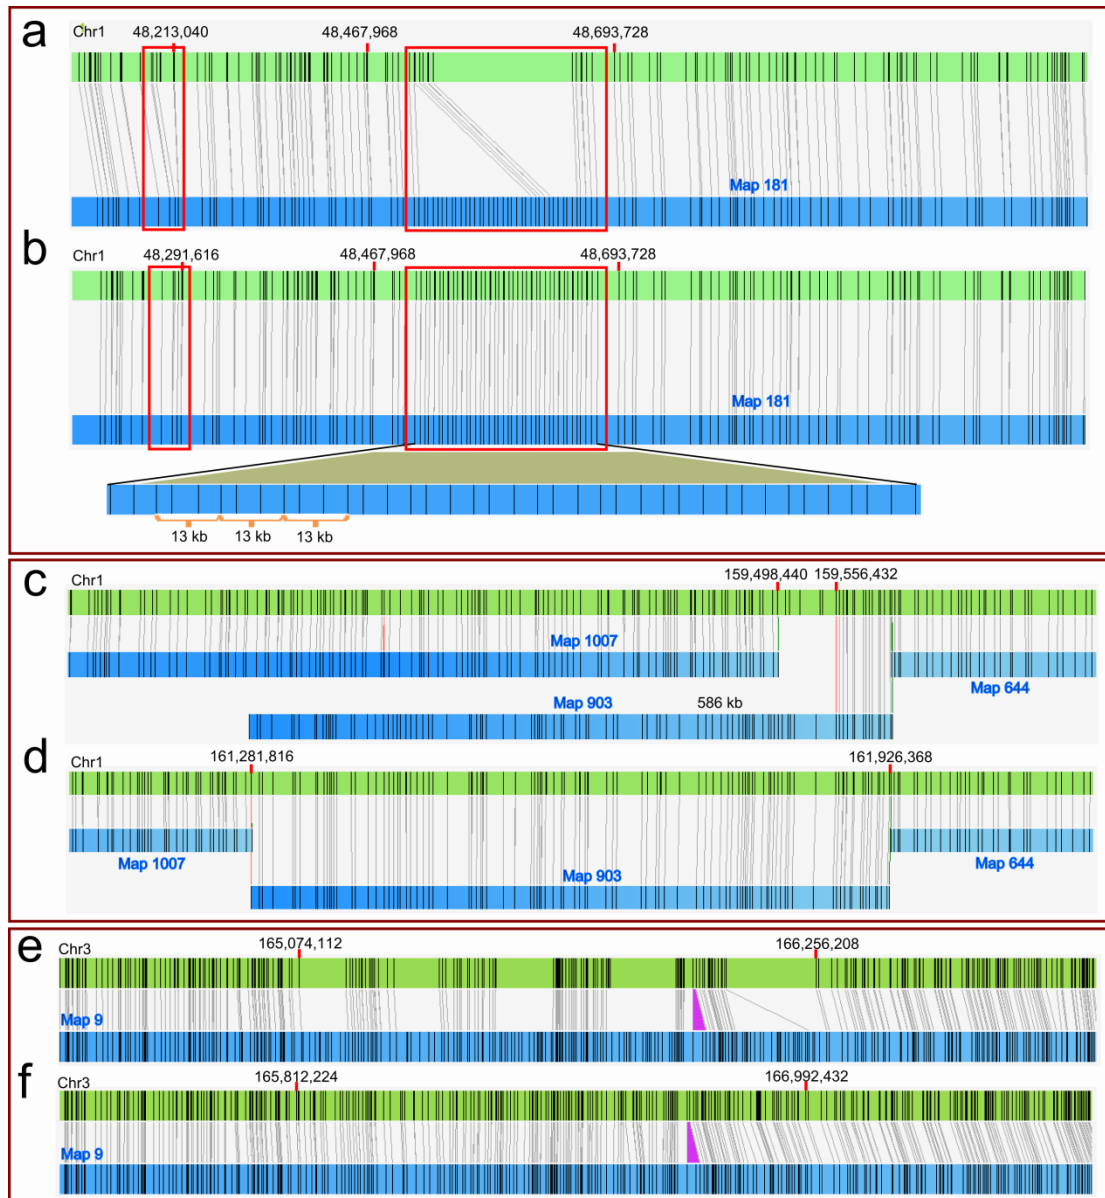 a
Chr1 48,213,040 48,467,968 48,693,728
Map 181
b
Chr1 48,291,616 48,467,968 48,693,728
Map 181
13 kb 13 kb 13 kb
c
Chr1 159,498,440 159,556,432
Map 1007
Map 644
Map 903 586 kb
d
Chr1 161,281,816 161,926,368
Map 1007 Map 644
Map 903
e
Chr3 165,074,112 166,256,208
Map 9
f
Chr3 165,812,224 166,992,432
Map 9